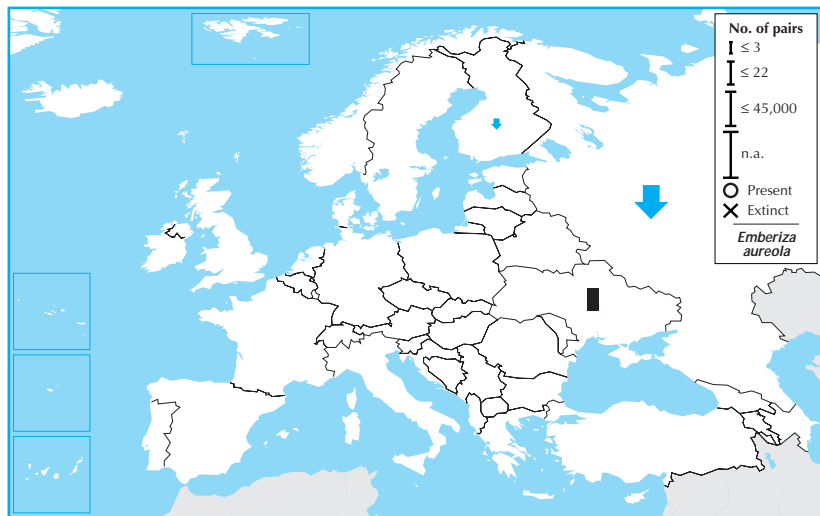 No. of pairs
≤ 3
≤ 22
≤ 45,000
n.a.
Present
Extinct
Emberiza
aureola